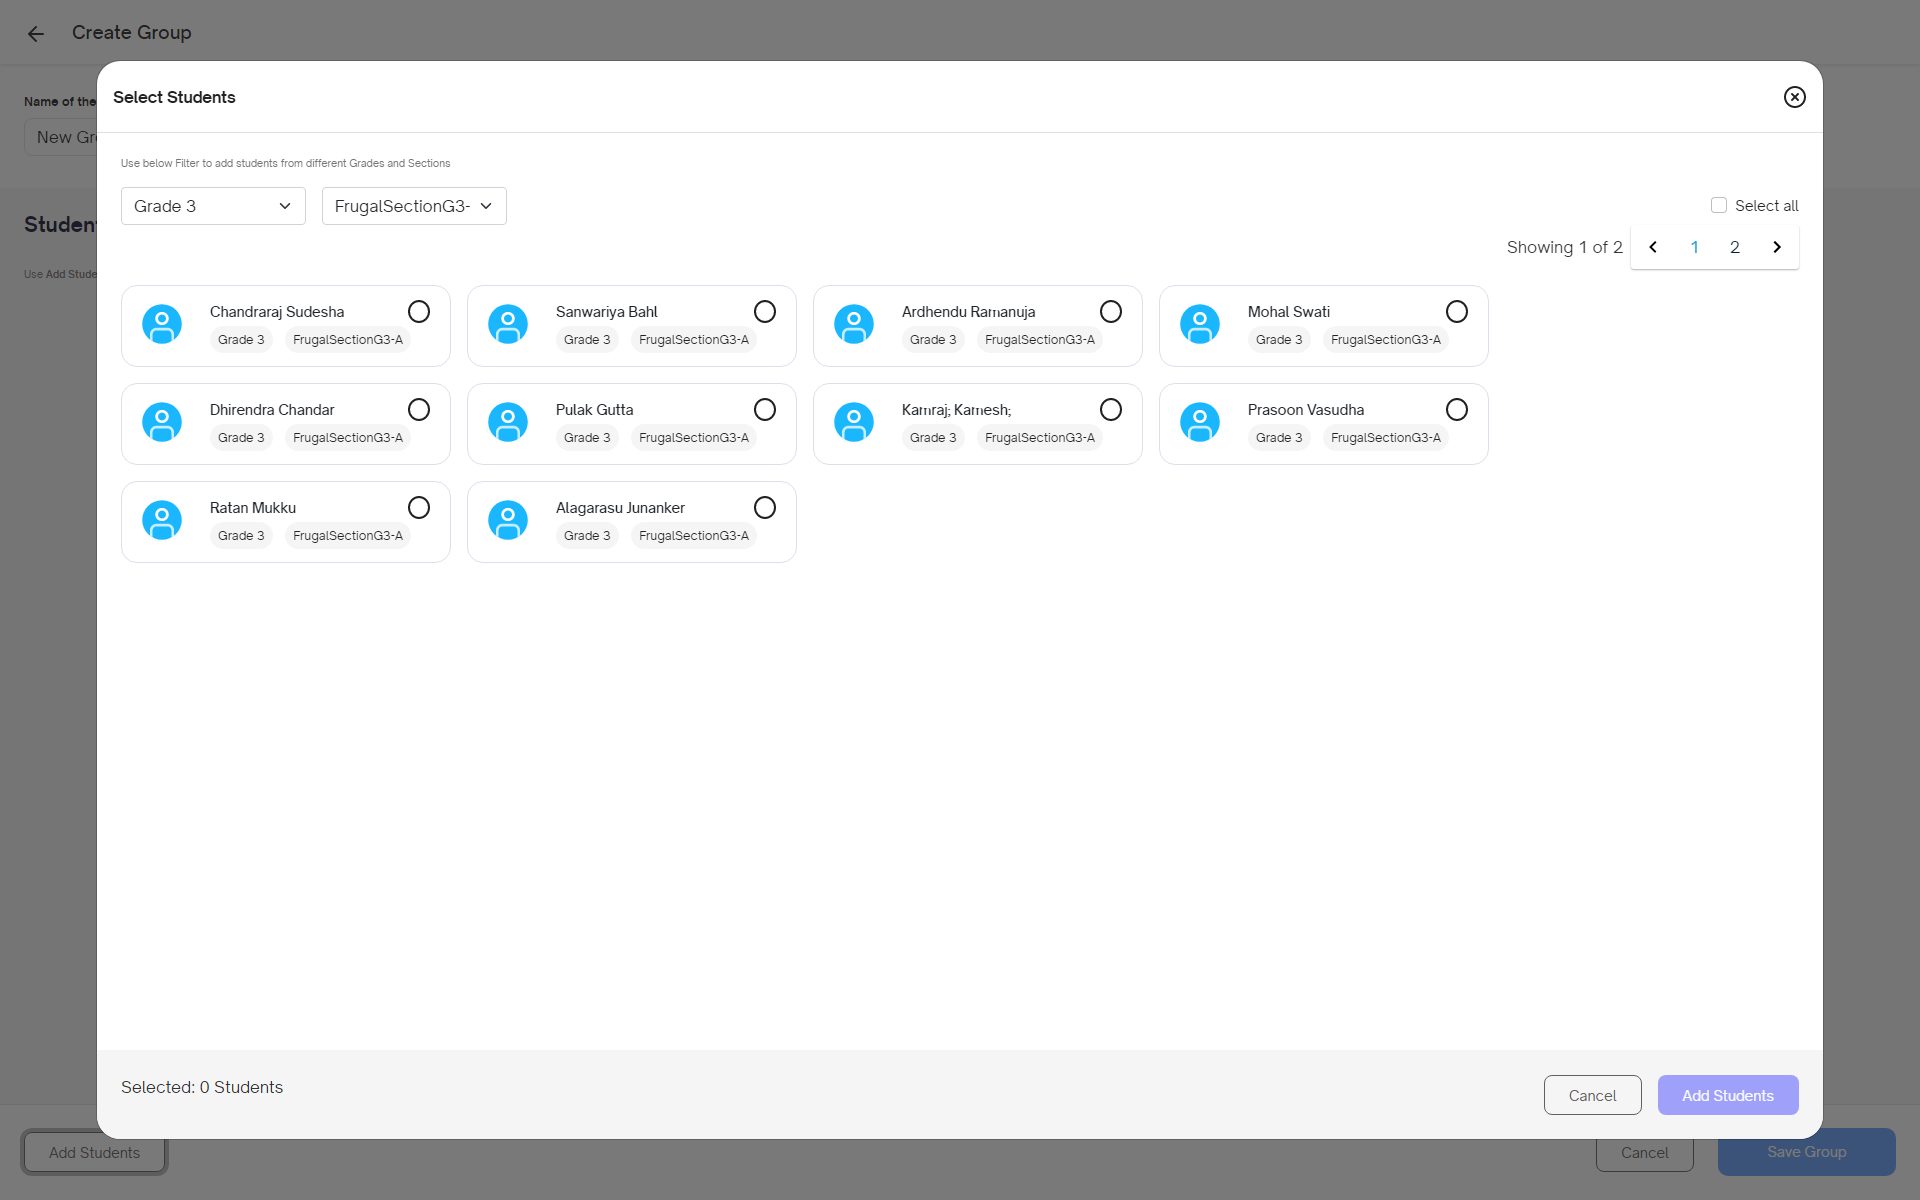 Create Group
Name of the
New Gr
Select Students
Use below Filter to add students from different Grades and Sections
Grade 3
FrugalSectionG3-
Select all
Studen
Use Add Stude
Showing 1 of 2
1
2
Chandraraj Sudesha
Grade 3
FrugalSectionG3-A
Sanwariya Bahl
Grade 3
FrugalSectionG3-A
Ardhendu Ramanuja
Grade 3
FrugalSectionG3-A
Mohal Swati
Grade 3
FrugalSectionG3-A
Dhirendra Chandar
Grade 3
FrugalSectionG3-A
Pulak Gutta
Grade 3
FrugalSectionG3-A
Kamraj; Kamesh;
Grade 3
FrugalSectionG3-A
Prasoon Vasudha
Grade 3
FrugalSectionG3-A
Ratan Mukku
Grade 3
FrugalSectionG3-A
Alagarasu Junanker
Grade 3
FrugalSectionG3-A
Selected: 0 Students
Cancel
Add Students
Add Students
Cancel
Save Group